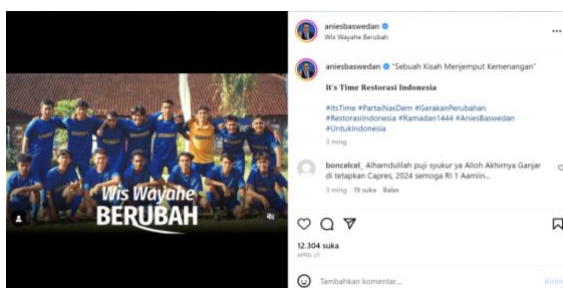 Wis Wayahe
BERUBAH
aniesbaswedan
Wis Wayahe Berubah
aniesbaswedan "Sebuah Kisah Menjemput Kemenangan"
It's Time Restorasi Indonesia
#ItsTime #PartaiNasDem #GerakanPerubahan
#RestorasiIndonesia #Ramadan1444 #AniesBaswedan
#UntukIndonesia
3 ming
boncelcel_ Alhamdulilah puji syukur ya Alloh Akhirnya Ganjar
di tetapkan Capres, 2024 semoga RI 1 Aamiin...
3 ming 19 suka Balas
12.304 suka
APRIL 21
Tambahkan komentar...
Kirim